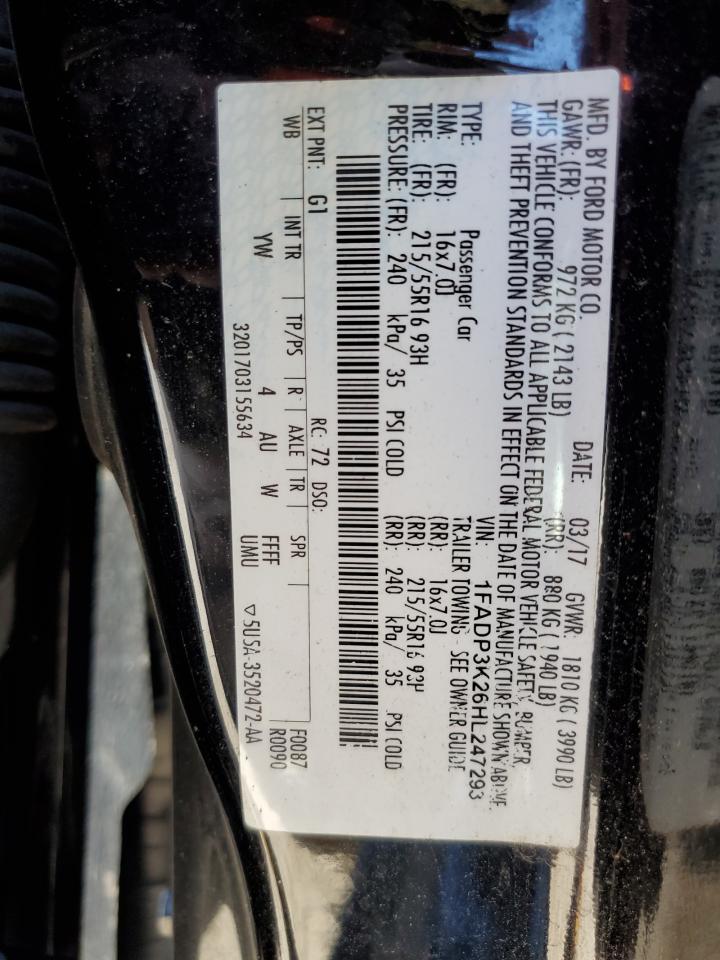 MFD. BY FORD MOTOR CO. DATE: 03/17 GVWR: 1810 KG ( 3990 LB)
GAWR: (FR): 972 KG ( 2143 LB) (RR): 880 KG ( 1940 LB)
THIS VEHICLE CONFORMS TO ALL APPLICABLE FEDERAL MOTOR VEHICLE SAFETY, BUMPER,
AND THEFT PREVENTION STANDARDS IN EFFECT ON THE DATE OF MANUFACTURE SHOWN ABOVE.
VIN: 1FADP3K26HL247293
TYPE: Passenger Car TRAILER TOWING - SEE OWNER GUIDE
RIM: (FR): 16x7.0J (RR): 16x7.0J
TIRE: (FR): 215/55R16 93H (RR): 215/55R16 93H
PRESSURE: (FR): 240 kPa/ 35 PSI COLD (RR): 240 kPa/ 35 PSI COLD
EXT PNT: G1 RC: 72 DSO: F0087
WB INT TR TP/PS R AXLE TR SPR R0090
YW 4 AU W FFFF
3201703155634 UMU ▽5USA-3520472-AA